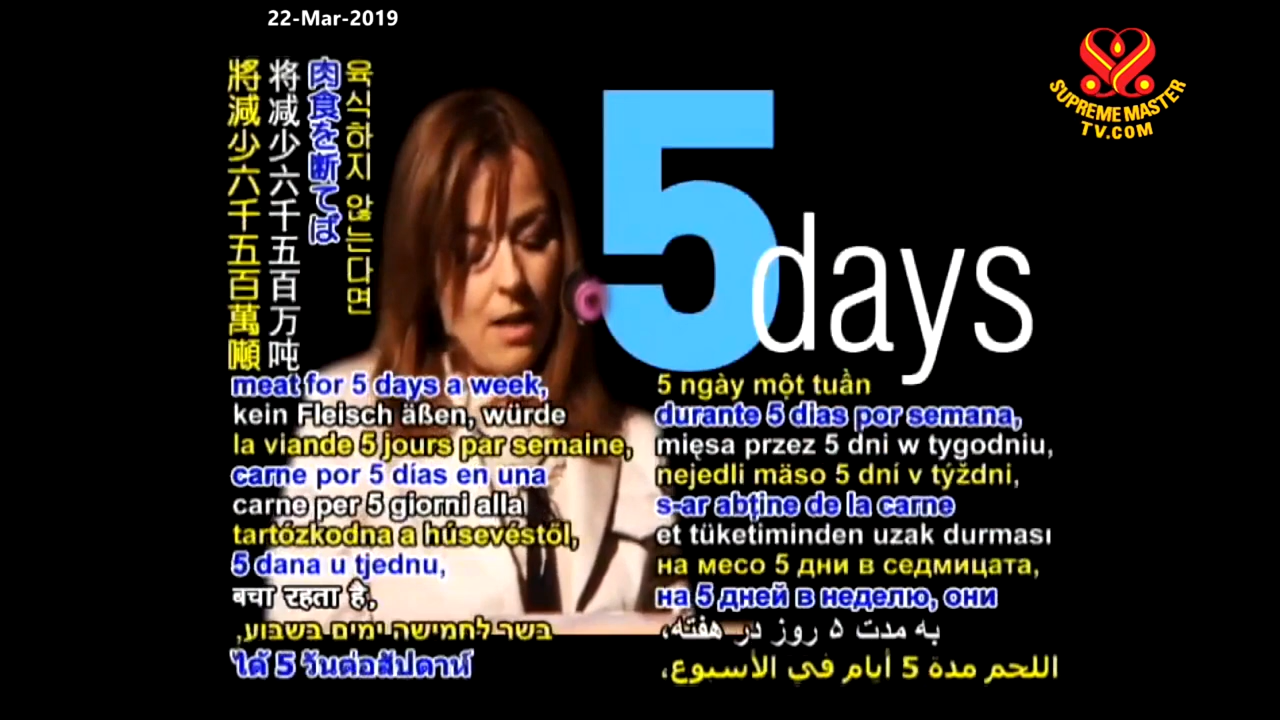 22-Mar-2019
SUPREME MASTER
TV.COM
將減少六千五百萬噸
将减少六千五百万吨
肉食を断てば
육식하지 않는다면
5
days
meat for 5 days a week,
kein Fleisch äßen, würde
la viande 5 jours par semaine,
carne por 5 días en una
carne per 5 giorni alla
tartózkodna a húsevéstől,
5 dana u tjednu,
बचा रहता है,
בשר לחמישה ימים בשבוע,
ได้ 5 วันต่อสัปดาห์
5 ngày một tuần
durante 5 dias por semana,
mięsa przez 5 dni w tygodniu,
nejedli mäso 5 dní v týždni,
s-ar abţine de la carne
et tüketiminden uzak durması
на месо 5 дни в седмицата,
на 5 дней в неделю, они
به مدت ۵ روز در هفته،
اللحم مدة 5 أيام في الأسبوع،